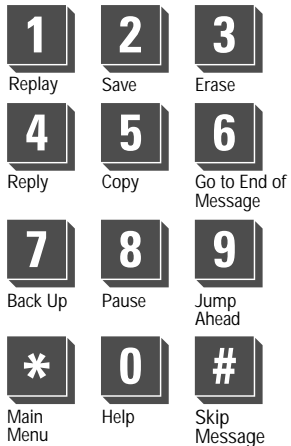 1 2 3
Replay Save Erase
4 5 6
Reply Copy Go to End of
Message
7 8 9
Back Up Pause Jump
Ahead
* 0 #
Main Help Skip
Menu Message